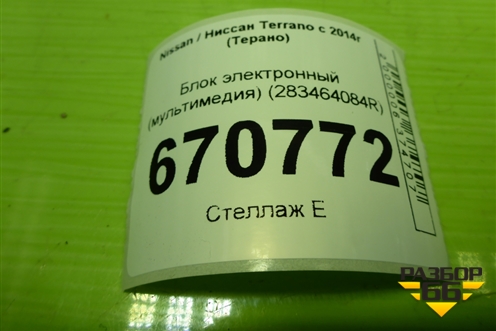 Nissan / Ниссан Terrano с 2014г
(Терано)
Блок электронный
(мультимедия) (283464084R)
670772
Стеллаж Е
РАЗБОР
66